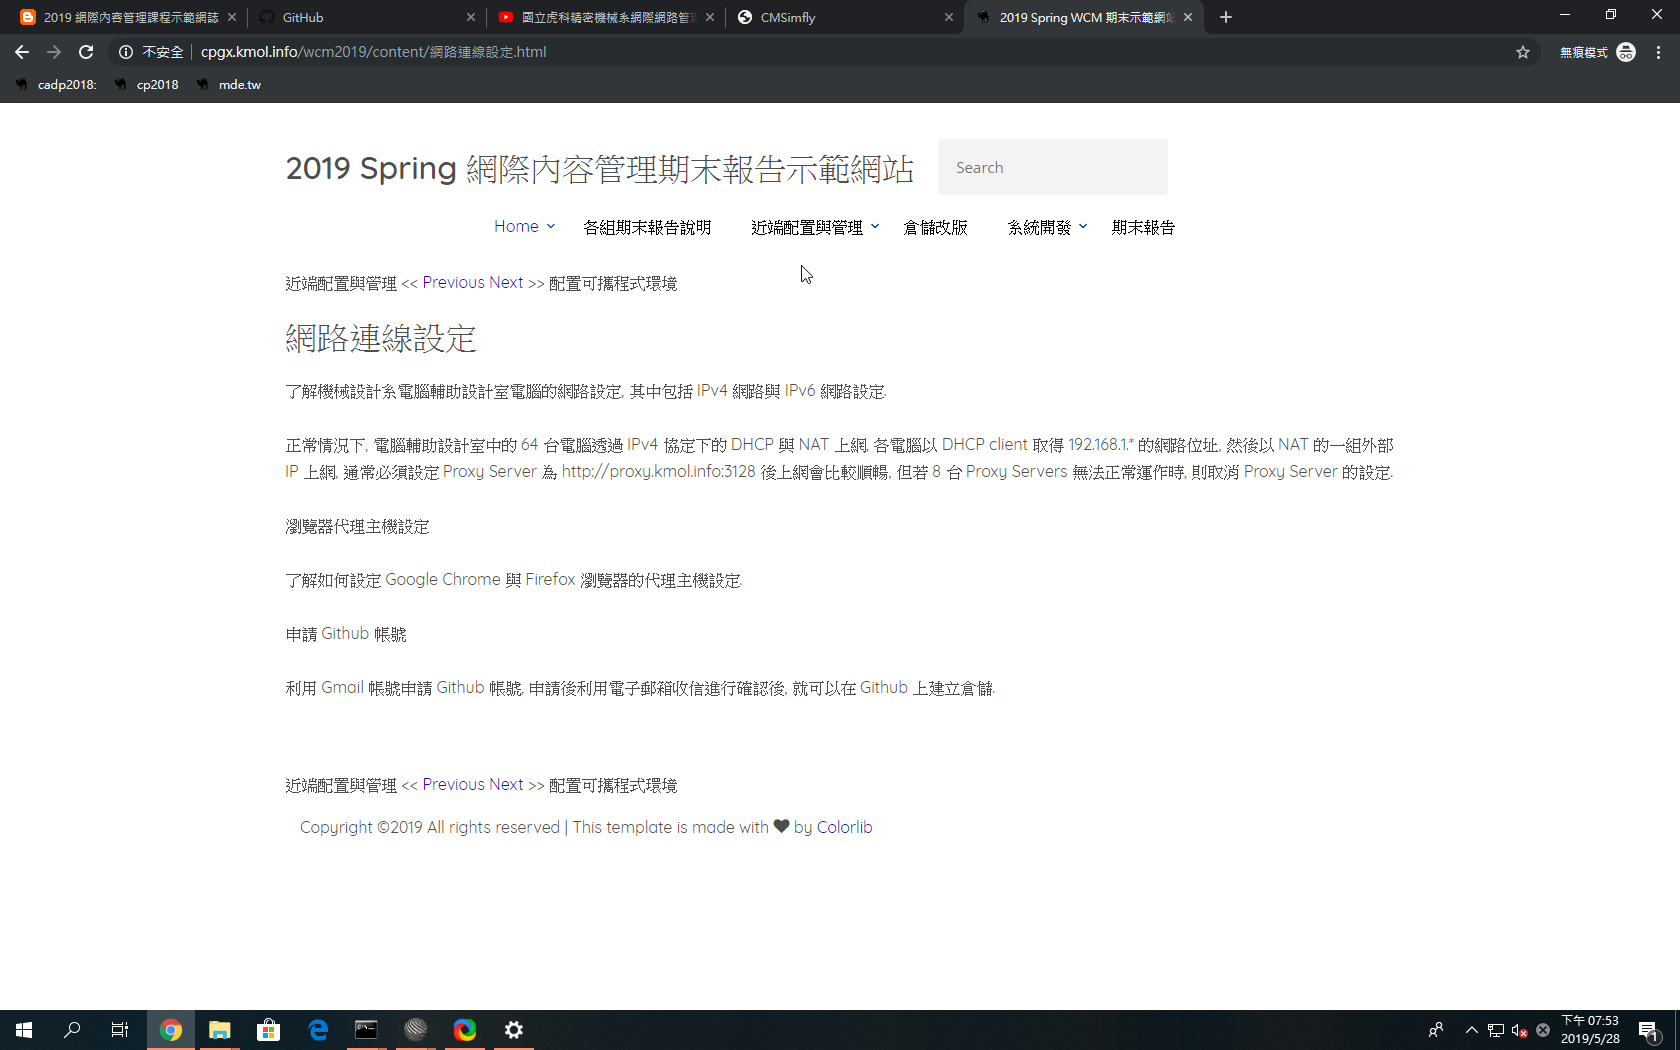 2019 網際內容管理課程示範網誌
GitHub
國立虎科精密機械系網際網路管
CMSimfly
2019 Spring WCM 期末示範網站
不安全
cpgx.kmol.info/wcm2019/content/網路連線設定.html
無痕模式
cadp2018:
cp2018
mde.tw
2019 Spring 網際內容管理期末報告示範網站
Search
Home
各組期末報告說明
近端配置與管理
倉儲改版
系統開發
期末報告
近端配置與管理 << Previous Next >> 配置可攜程式環境
網路連線設定
了解機械設計系電腦輔助設計室電腦的網路設定, 其中包括 IPv4 網路與 IPv6 網路設定.
正常情況下, 電腦輔助設計室中的 64 台電腦透過 IPv4 協定下的 DHCP 與 NAT 上網, 各電腦以 DHCP client 取得 192.168.1.* 的網路位址, 然後以 NAT 的一組外部
IP 上網, 通常必須設定 Proxy Server 為 http://proxy.kmol.info:3128 後上網會比較順暢, 但若 8 台 Proxy Servers 無法正常運作時, 則取消 Proxy Server 的設定.
瀏覽器代理主機設定
了解如何設定 Google Chrome 與 Firefox 瀏覽器的代理主機設定.
申請 Github 帳號
利用 Gmail 帳號申請 Github 帳號, 申請後利用電子郵箱收信進行確認後, 就可以在 Github 上建立倉儲.
近端配置與管理 << Previous Next >> 配置可攜程式環境
Copyright ©2019 All rights reserved | This template is made with ♥ by Colorlib
下午 07:53
2019/5/28
1